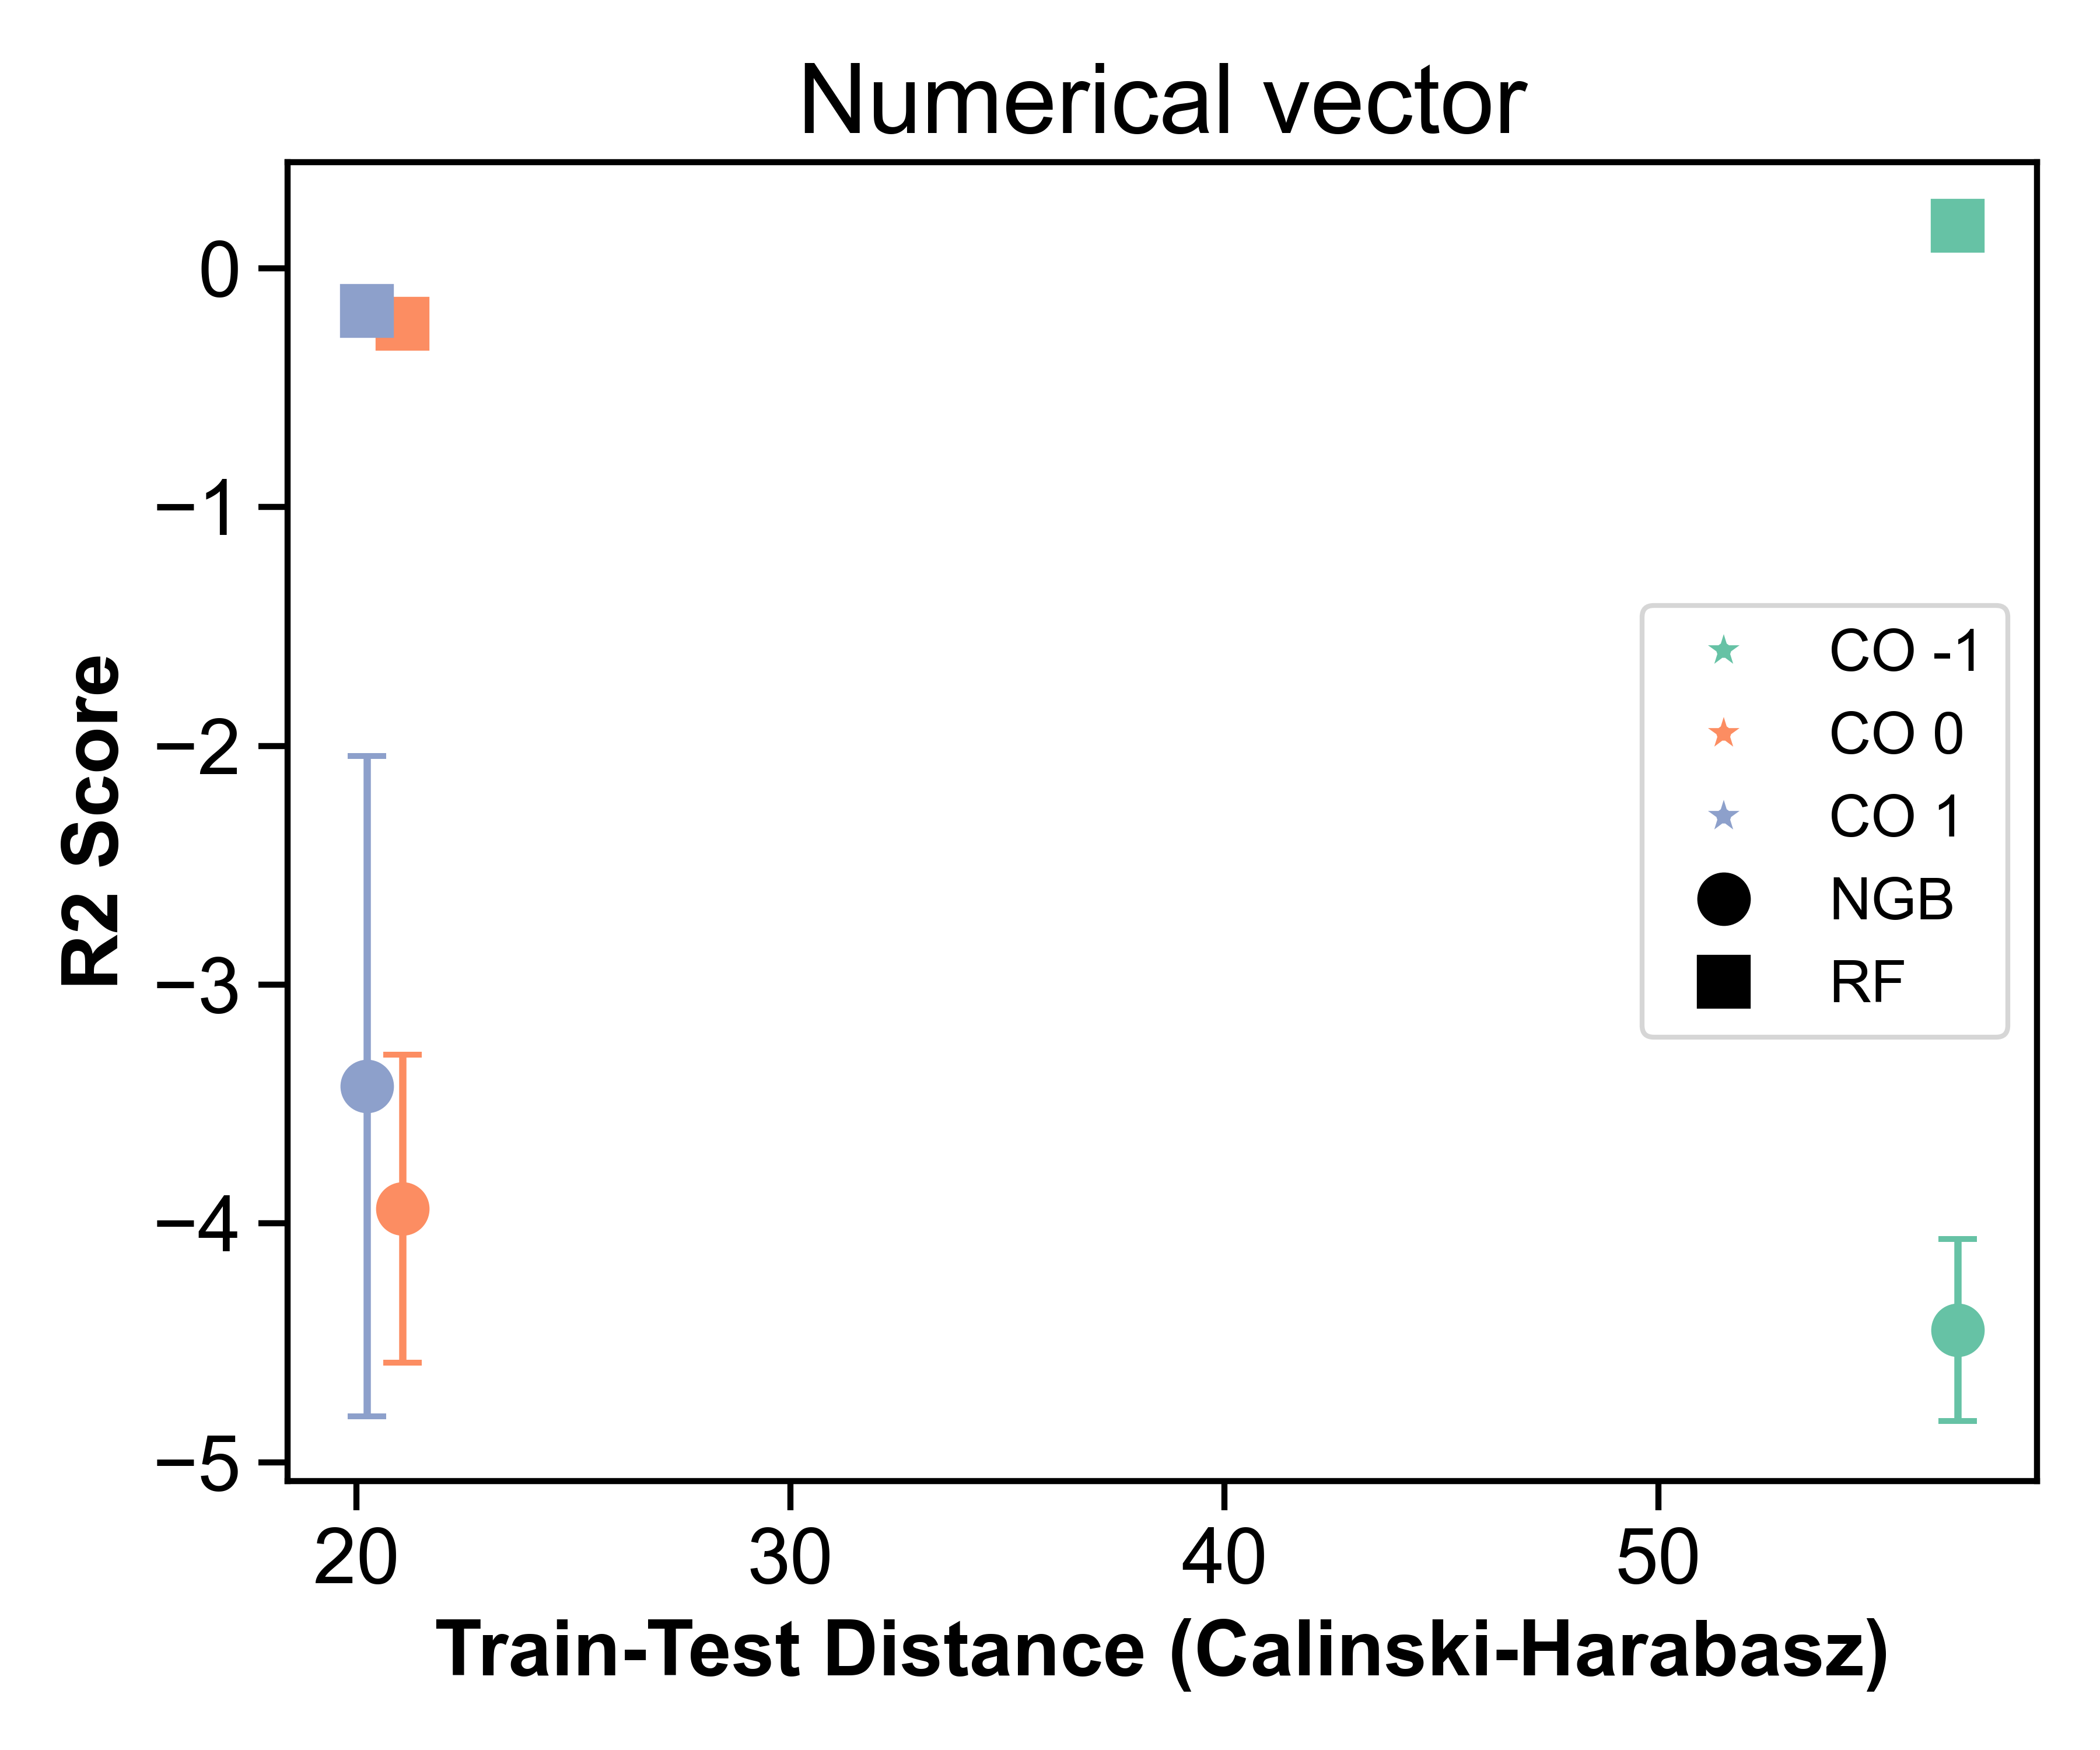 Numerical vector
0
−1
−2
−3
−4
−5
R2 Score
CO -1
CO 0
CO 1
NGB
RF
20 30 40 50
Train-Test Distance (Calinski-Harabasz)